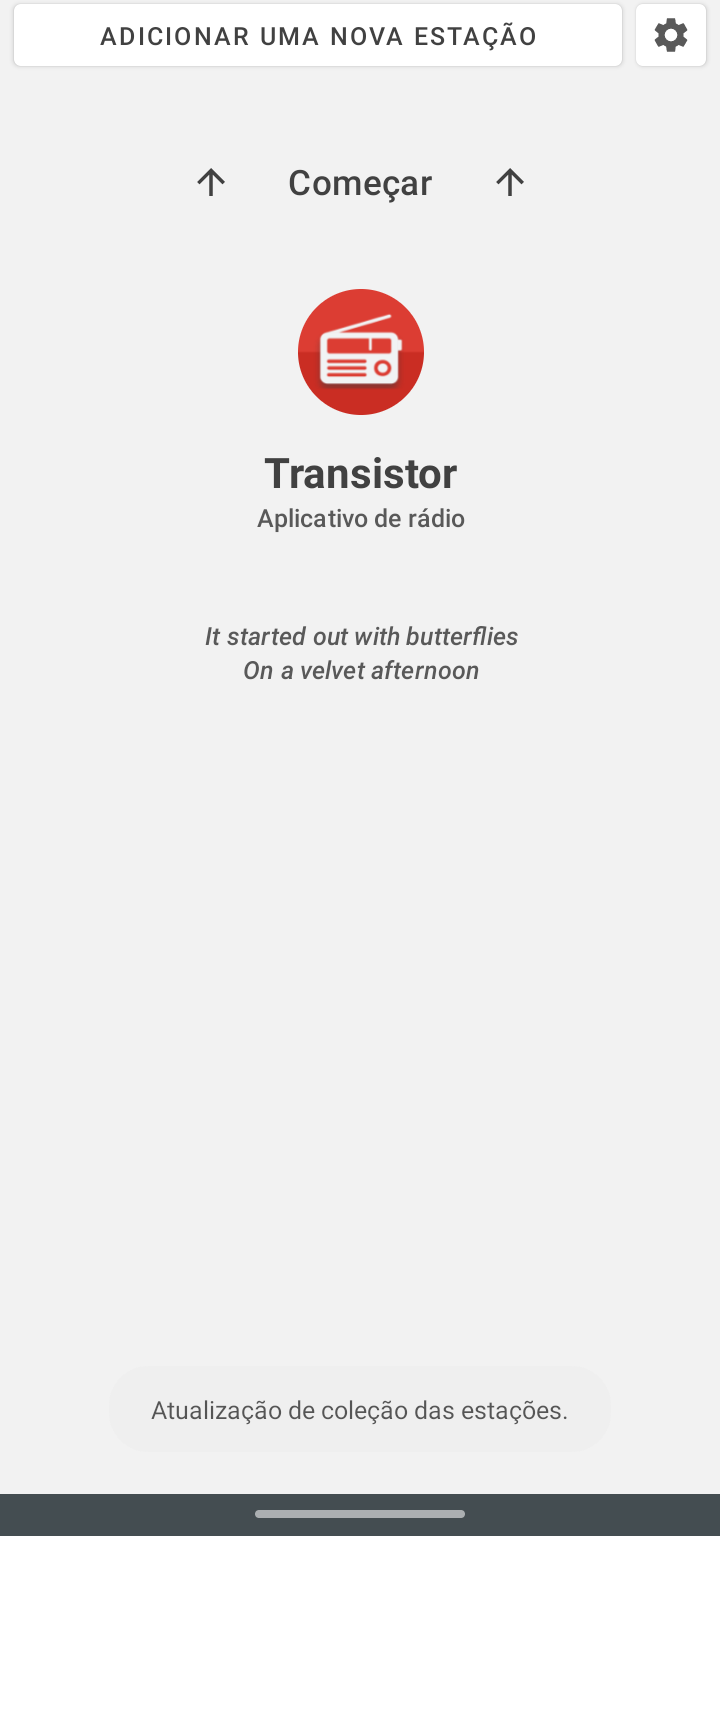 ADICIONAR UMA NOVA ESTAÇÃO
Começar
Transistor
Aplicativo de rádio
It started out with butterflies
On a velvet afternoon
Atualização de coleção das estações.